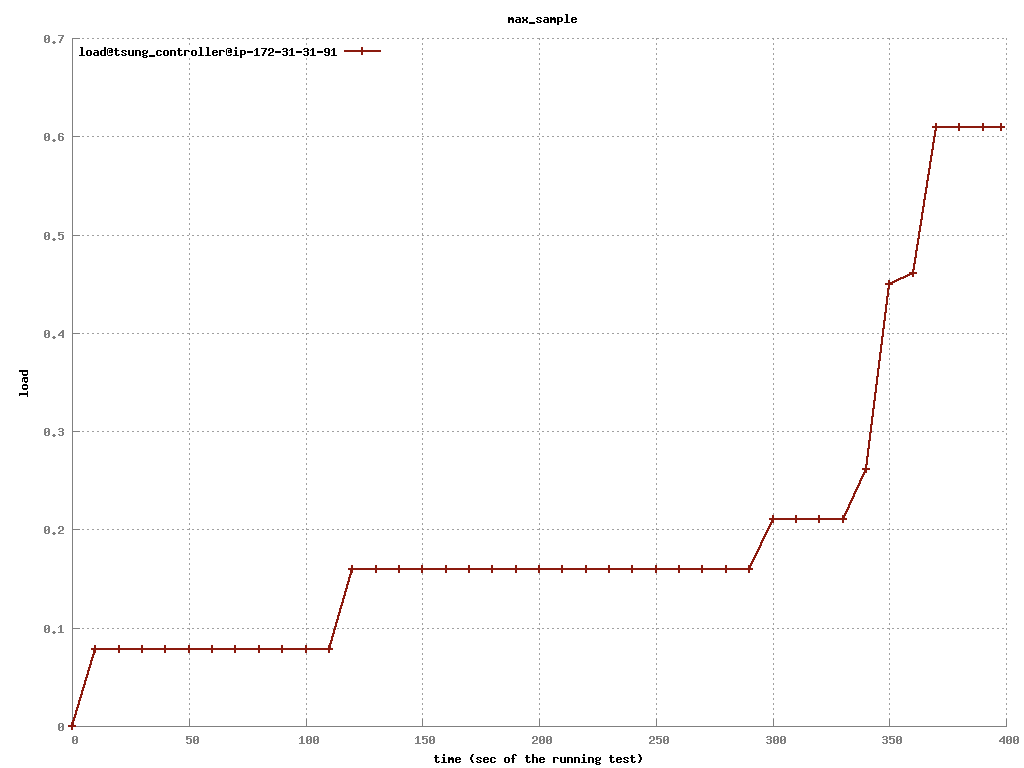 max_sample
load@tsung_controller@ip-172-31-31-91
0.7
0.6
0.5
0.4
0.3
0.2
0.1
0
load
0 50 100 150 200 250 300 350 400
time (sec of the running test)